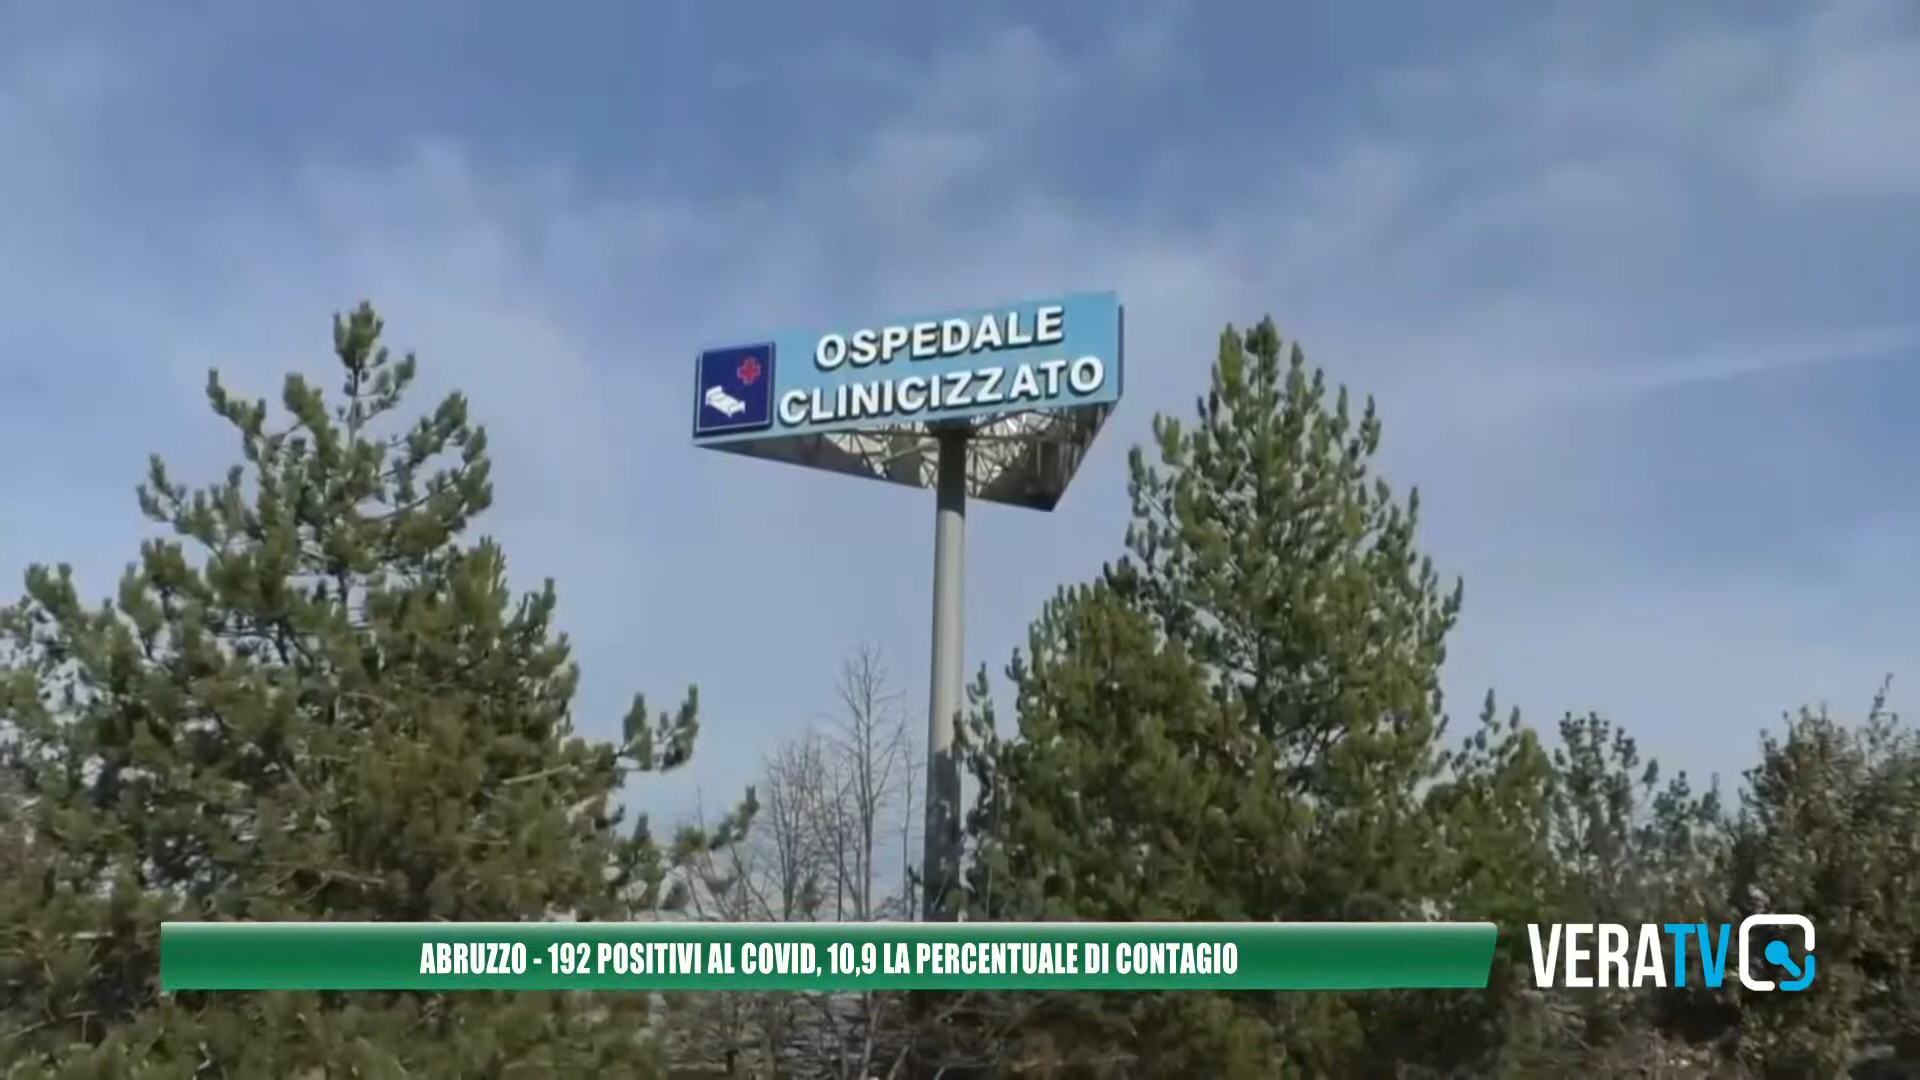 OSPEDALE
CLINICIZZATO
ABRUZZO - 192 POSITIVI AL COVID, 10,9 LA PERCENTUALE DI CONTAGIO
VERATV